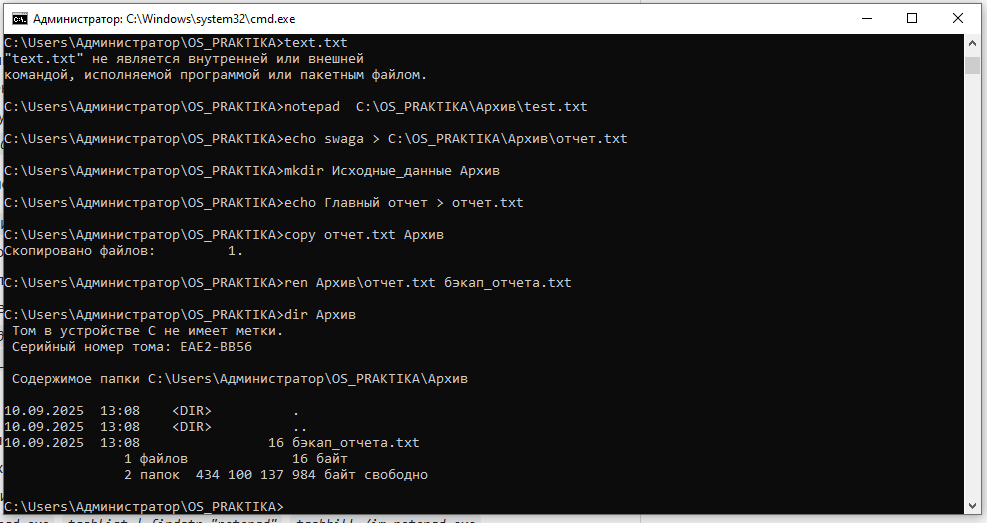 Администратор: C:\Windows\system32\cmd.exe
C:\Users\Администратор\OS_PRAKTIKA>text.txt
"text.txt" не является внутренней или внешней
командой, исполняемой программой или пакетным файлом.
C:\Users\Администратор\OS_PRAKTIKA>notepad  C:\OS_PRAKTIKA\Архив\test.txt
C:\Users\Администратор\OS_PRAKTIKA>echo swaga > C:\OS_PRAKTIKA\Архив\отчет.txt
C:\Users\Администратор\OS_PRAKTIKA>mkdir Исходные_данные Архив
C:\Users\Администратор\OS_PRAKTIKA>echo Главный отчет > отчет.txt
C:\Users\Администратор\OS_PRAKTIKA>copy отчет.txt Архив
Скопировано файлов:         1.
C:\Users\Администратор\OS_PRAKTIKA>ren Архив\отчет.txt бэкап_отчета.txt
C:\Users\Администратор\OS_PRAKTIKA>dir Архив
Том в устройстве C не имеет метки.
Серийный номер тома: EAE2-BB56
Содержимое папки C:\Users\Администратор\OS_PRAKTIKA\Архив
10.09.2025  13:08    <DIR>          .
10.09.2025  13:08    <DIR>          ..
10.09.2025  13:08                16 бэкап_отчета.txt
1 файлов             16 байт
2 папок  434 100 137 984 байт свободно
C:\Users\Администратор\OS_PRAKTIKA>